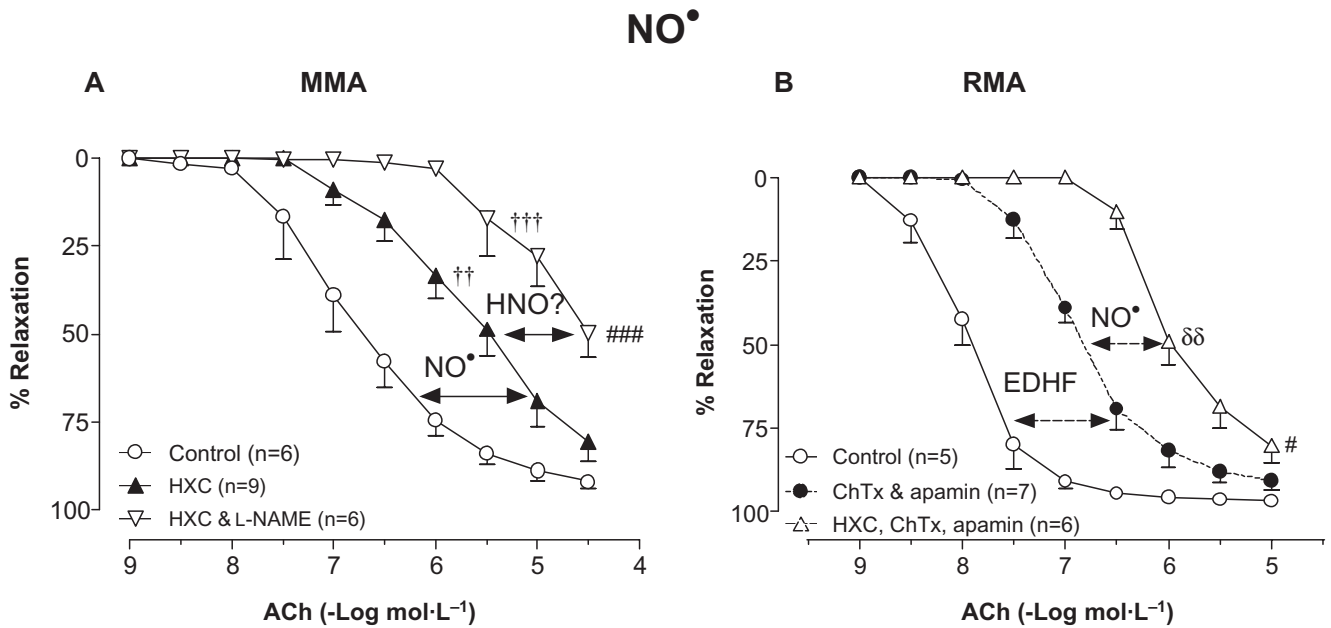 NO•
A MMA
0
25
50
75
100
% Relaxation
†††
††
HNO?
###
NO•
Control (n=6)
HXC (n=9)
HXC & L-NAME (n=6)
9 8 7 6 5 4
ACh (-Log mol·L⁻¹)
B RMA
0
25
50
75
100
% Relaxation
NO•
δδ
EDHF
#
Control (n=5)
ChTx & apamin (n=7)
HXC, ChTx, apamin (n=6)
9 8 7 6 5
ACh (-Log mol·L⁻¹)